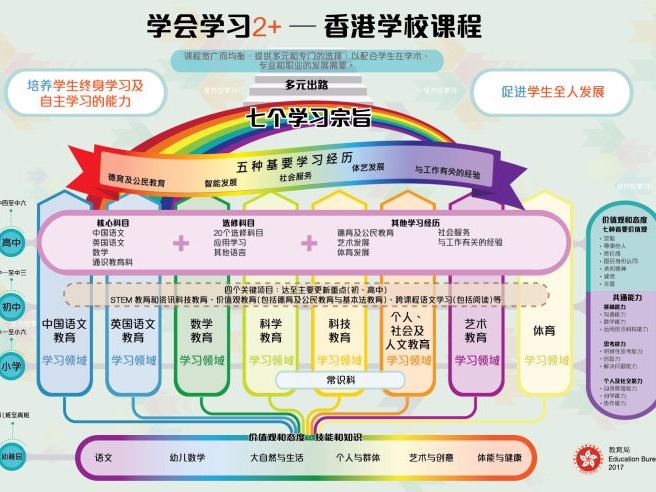 学会学习2+ — 香港学校课程
课程宽广而均衡，提供多元和专门的选择，以配合学生在学术、
专业和职业的发展需要。
培养学生终身学习及
自主学习的能力
多元出路
促进学生全人发展
七个学习宗旨
五种基要学习经历
德育及公民教育
智能发展
社会服务
体艺发展
与工作有关的经验
中四至中六
高中
核心科目
中国语文
英国语文
数学
通识教育科
+
选修科目
20个选修科目
应用学习
其他语言
+
其他学习经历
德育及公民教育
艺术发展
体育发展
社会服务
与工作有关的经验
四个关键项目：达至主要更新重点(初、高中)
STEM 教育和资讯科技教育、价值观教育(包括德育及公民教育与基本法教育)、跨课程语文学习(包括阅读)等
中一至中三
初中
小一至小六
小学
中国语文
教育
学习领域
英国语文
教育
学习领域
数学
教育
学习领域
科学
教育
学习领域
科技
教育
学习领域
个人、
社会及
人文教育
学习领域
艺术
教育
学习领域
体育
学习领域
常识科
幼儿班至高班
幼稚园
价值观和态度、技能和知识
语文
幼儿数学
大自然与生活
个人与群体
艺术与创意
体能与健康
价值观和态度
七种首要价值观
• 坚毅
• 尊重他人
• 责任感
• 国民身份认同
• 承担精神
• 诚信
• 关爱
共通能力
基础能力
• 沟通能力
• 数学能力
• 运用资讯科技能力
思考能力
• 明辨性思考能力
• 创造力
• 解决问题能力
个人及社交能力
• 自我管理能力
• 自学能力
• 协作能力
教育局
Education Bure
2017